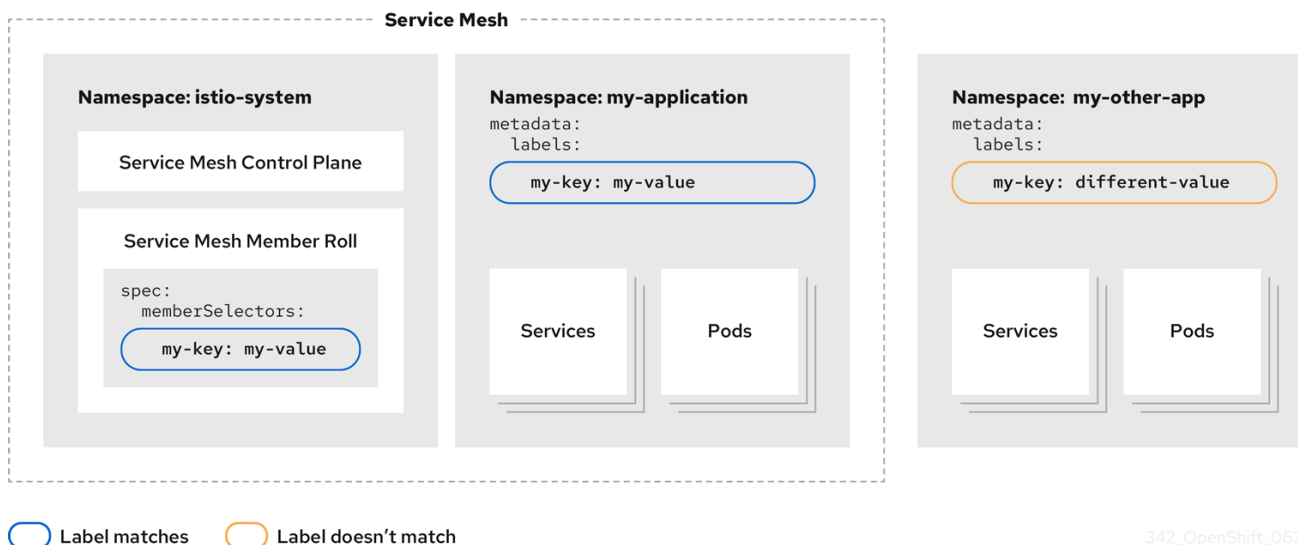 Service Mesh
Namespace: istio-system
Service Mesh Control Plane
Service Mesh Member Roll
spec:
memberSelectors:
my-key: my-value
Namespace: my-application
metadata:
labels:
my-key: my-value
Services
Pods
Namespace: my-other-app
metadata:
labels:
my-key: different-value
Services
Pods
Label matches
Label doesn’t match
342_OpenShift_062